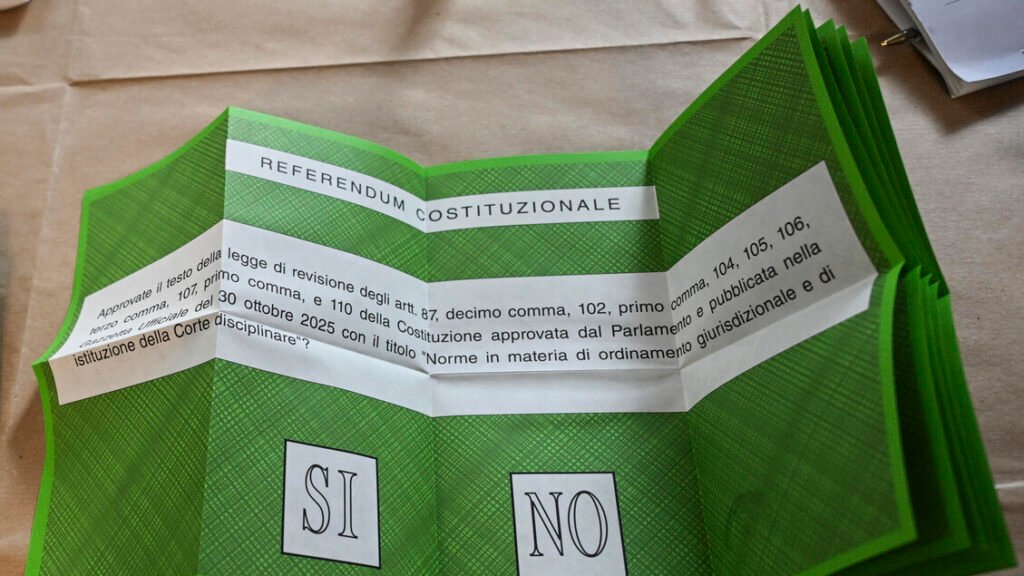 REFERENDUM COSTITUZIONALE
Approvate il testo della legge di revisione degli artt. 87, decimo comma, 102, primo comma, 104, 105, 106,
terzo comma, 107, primo comma, e 110 della Costituzione approvata dal Parlamento e pubblicata nella
Gazzetta Ufficiale del 30 ottobre 2025 con il titolo "Norme in materia di ordinamento giurisdizionale e di
istituzione della Corte disciplinare"?
SI
NO